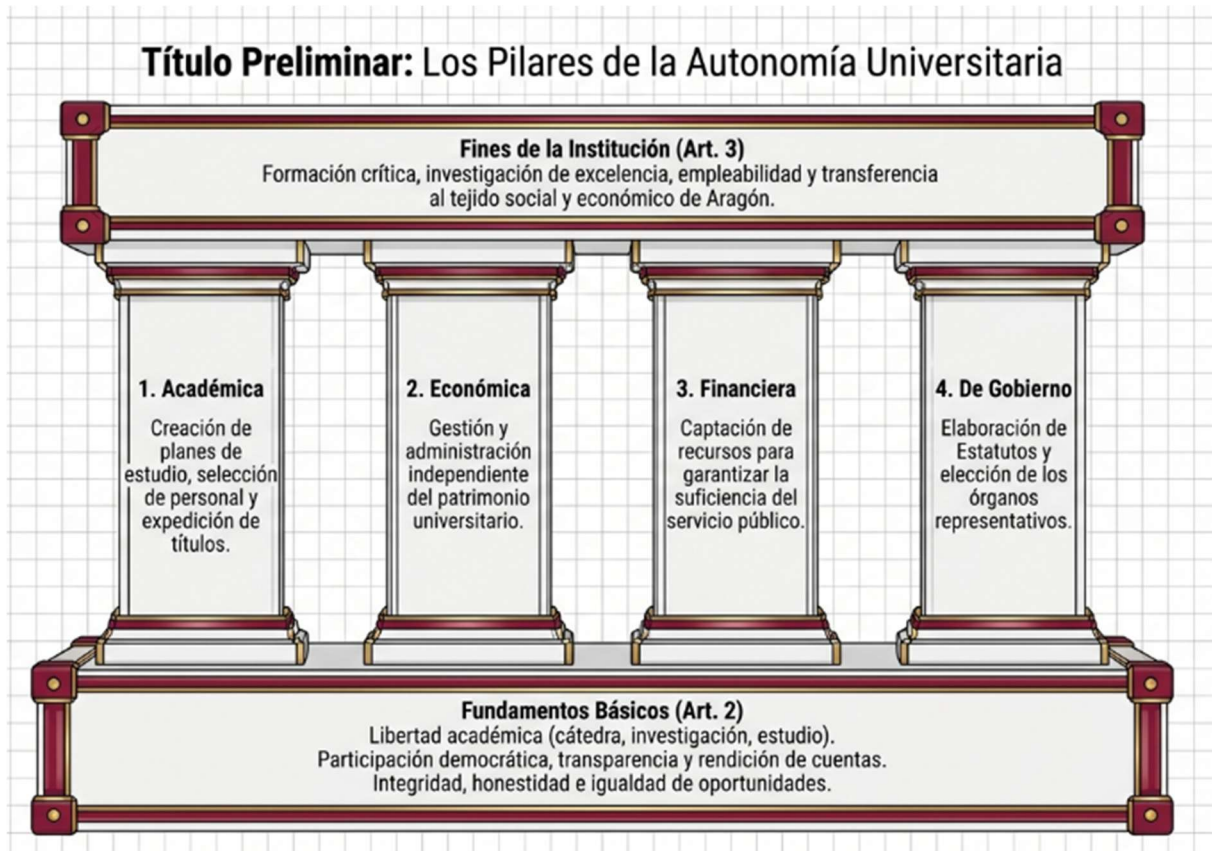 Título Preliminar: Los Pilares de la Autonomía Universitaria
Fines de la Institución (Art. 3)
Formación crítica, investigación de excelencia, empleabilidad y transferencia
al tejido social y económico de Aragón.
1. Académica
Creación de
planes de
estudio, selección
de personal y
expedición de
títulos.
2. Económica
Gestión y
administración
independiente
del patrimonio
universitario.
3. Financiera
Captación de
recursos para
garantizar la
suficiencia del
servicio público.
4. De Gobierno
Elaboración de
Estatutos y
elección de los
órganos
representativos.
Fundamentos Básicos (Art. 2)
Libertad académica (cátedra, investigación, estudio).
Participación democrática, transparencia y rendición de cuentas.
Integridad, honestidad e igualdad de oportunidades.